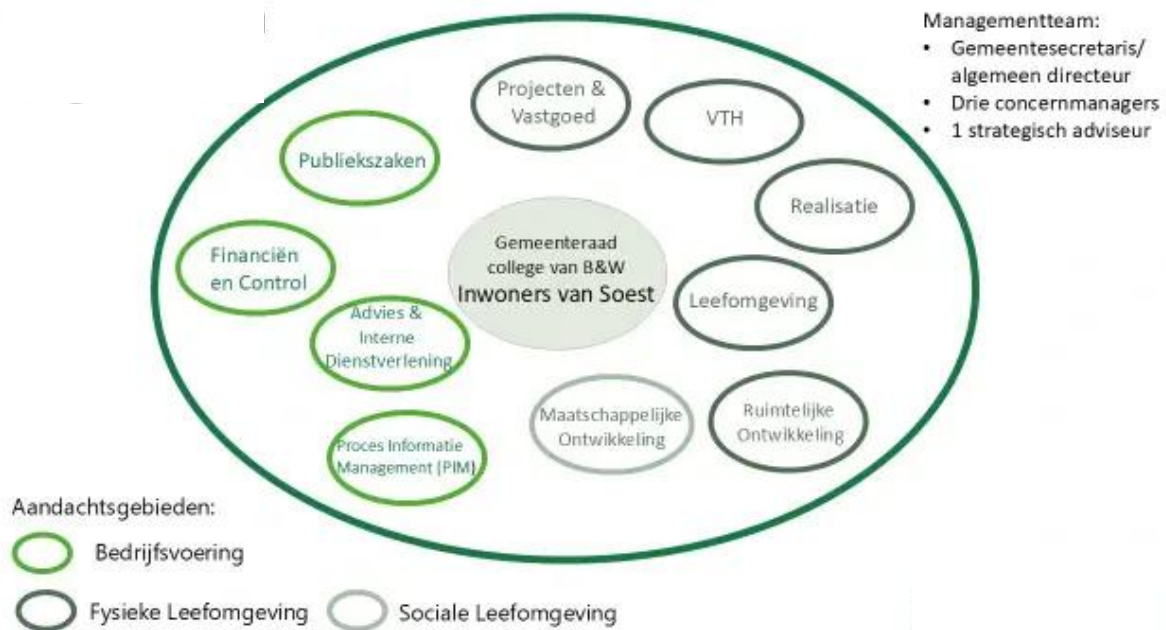 Managementteam:
• Gemeentesecretaris/
algemeen directeur
• Drie concernmanagers
• 1 strategisch adviseur
Projecten &
Vastgoed
VTH
Publiekszaken
Realisatie
Financiën
en Control
Gemeenteraad
college van B&W
Inwoners van Soest
Leefomgeving
Advies &
Interne
Dienstverlening
Maatschappelijke
Ontwikkeling
Ruimtelijke
Ontwikkeling
Proces Informatie
Management (PIM)
Aandachtsgebieden:
Bedrijfsvoering
Fysieke Leefomgeving
Sociale Leefomgeving